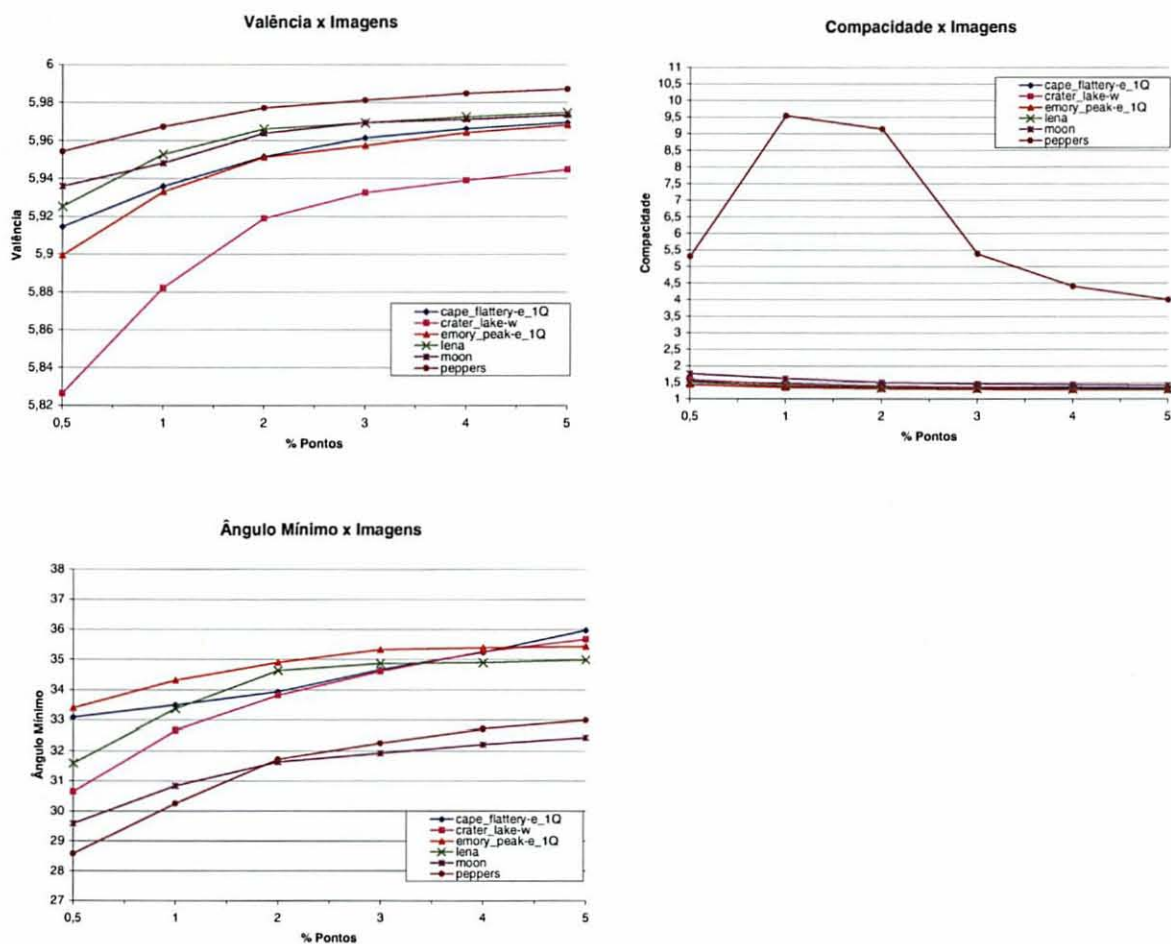 Valência x Imagens
6
5,98
5,96
5,94
5,92
5,9
5,88
5,86
5,84
5,82
Valência
0,5 1 2 3 4 5
% Pontos
cape_flattery-e_1Q
crater_lake-w
emory_peak-e_1Q
lena
moon
peppers
Compacidade x Imagens
11
10,5
10
9,5
9
8,5
8
7,5
7
6,5
6
5,5
5
4,5
4
3,5
3
2,5
2
1,5
1
Compacidade
0,5 1 2 3 4 5
% Pontos
cape_flattery-e_1Q
crater_lake-w
emory_peak-e_1Q
lena
moon
peppers
Ângulo Mínimo x Imagens
38
37
36
35
34
33
32
31
30
29
28
27
Ângulo Mínimo
0,5 1 2 3 4 5
% Pontos
cape_flattery-e_1Q
crater_lake-w
emory_peak-e_1Q
lena
moon
peppers